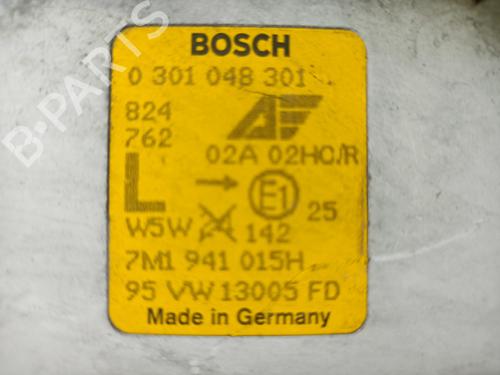 BOSCH
0 301 048 301
824
762
02A 02HC/R
L → E1 25
W5W 142
7M1 941 015H
95 VW 13005 FD
Made in Germany
B-PARTS